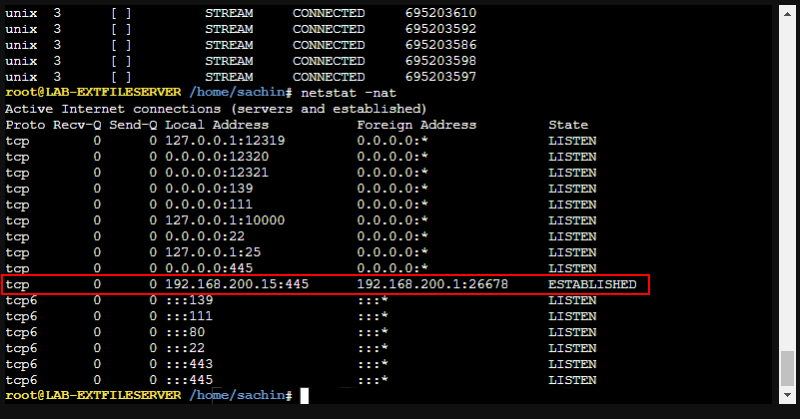 unix 3 [ ] STREAM CONNECTED 695203610
unix 3 [ ] STREAM CONNECTED 695203592
unix 3 [ ] STREAM CONNECTED 695203586
unix 3 [ ] STREAM CONNECTED 695203598
unix 3 [ ] STREAM CONNECTED 695203597
root@LAB-EXTFILESERVER /home/sachin# netstat -nat
Active Internet connections (servers and established)
Proto Recv-Q Send-Q Local Address Foreign Address State
tcp 0 0 127.0.0.1:12319 0.0.0.0:* LISTEN
tcp 0 0 0.0.0.0:12320 0.0.0.0:* LISTEN
tcp 0 0 0.0.0.0:12321 0.0.0.0:* LISTEN
tcp 0 0 0.0.0.0:139 0.0.0.0:* LISTEN
tcp 0 0 0.0.0.0:111 0.0.0.0:* LISTEN
tcp 0 0 127.0.0.1:10000 0.0.0.0:* LISTEN
tcp 0 0 0.0.0.0:22 0.0.0.0:* LISTEN
tcp 0 0 127.0.0.1:25 0.0.0.0:* LISTEN
tcp 0 0 0.0.0.0:445 0.0.0.0:* LISTEN
tcp 0 0 192.168.200.15:445 192.168.200.1:26678 ESTABLISHED
tcp6 0 0 :::139 :::* LISTEN
tcp6 0 0 :::111 :::* LISTEN
tcp6 0 0 :::80 :::* LISTEN
tcp6 0 0 :::22 :::* LISTEN
tcp6 0 0 :::443 :::* LISTEN
tcp6 0 0 :::445 :::* LISTEN
root@LAB-EXTFILESERVER /home/sachin#